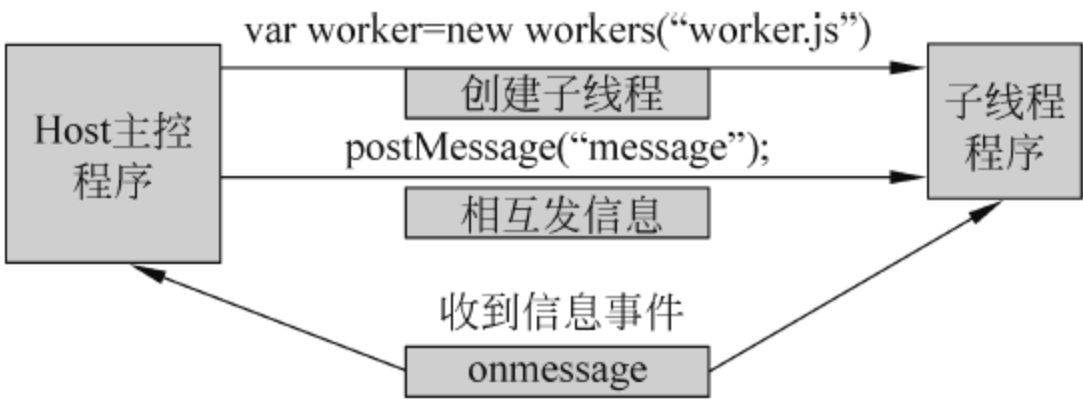 var worker=new workers(“worker.js”)
创建子线程
Host主控
程序
子线程
程序
postMessage(“message”);
相互发信息
收到信息事件
onmessage